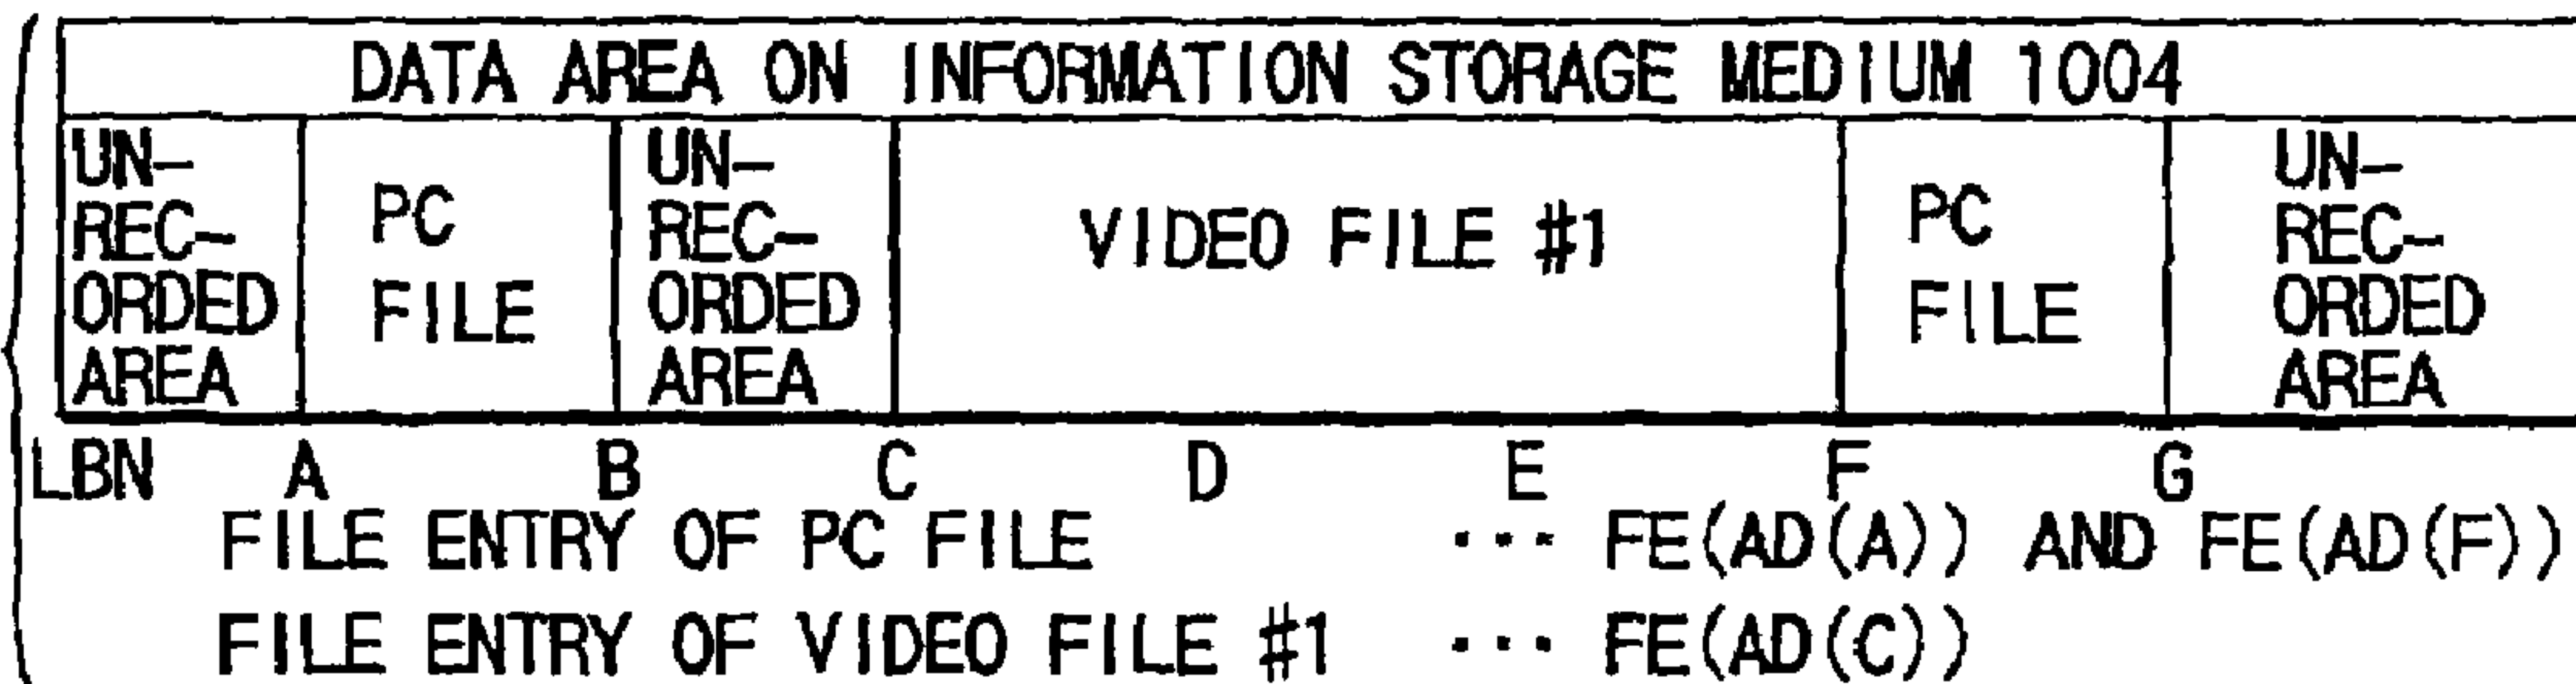 DATA AREA ON INFORMATION STORAGE MEDIUM 1004
UN-
REC-
ORDED
AREA
PC
FILE
UN-
REC-
ORDED
AREA
VIDEO FILE #1
PC
FILE
UN-
REC-
ORDED
AREA
LBN A B C D E F G
FILE ENTRY OF PC FILE ··· FE(AD(A)) AND FE(AD(F))
FILE ENTRY OF VIDEO FILE #1 ··· FE(AD(C))